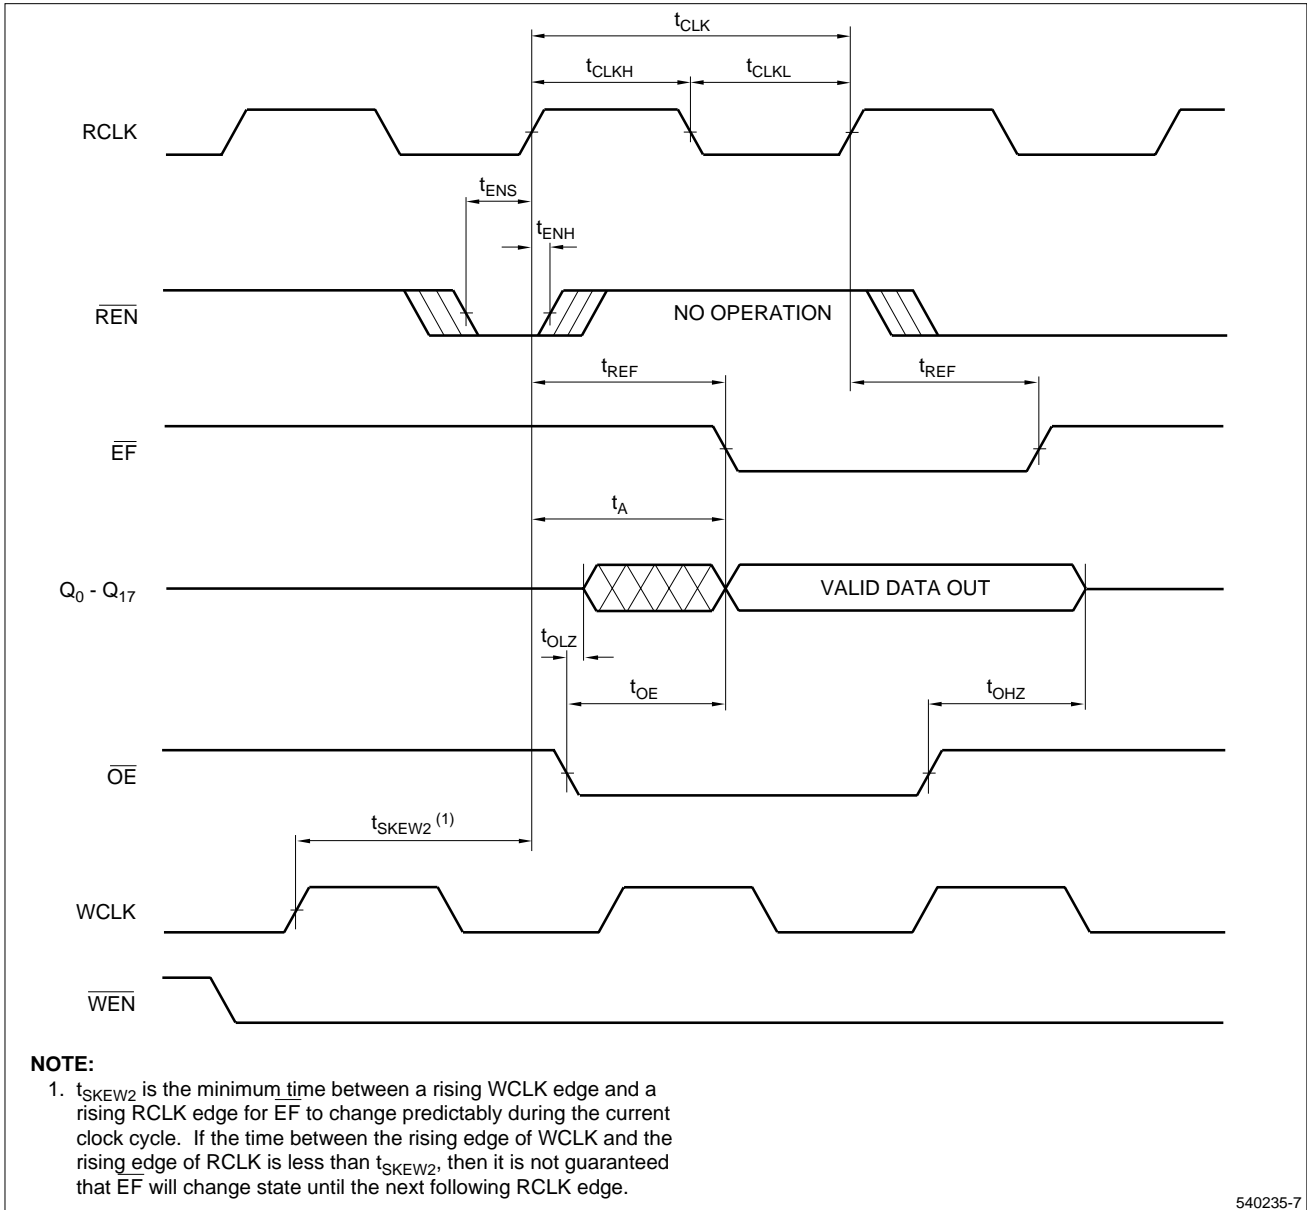 tCLK
tCLKH
tCLKL
RCLK
tENS
tENH
REN
NO OPERATION
tREF
tREF
EF
tA
Q0 - Q17
VALID DATA OUT
tOLZ
tOE
tOHZ
OE
tSKEW2 (1)
WCLK
WEN
NOTE:
1. tSKEW2 is the minimum time between a rising WCLK edge and a
rising RCLK edge for EF to change predictably during the current
clock cycle. If the time between the rising edge of WCLK and the
rising edge of RCLK is less than tSKEW2, then it is not guaranteed
that EF will change state until the next following RCLK edge.
540235-7